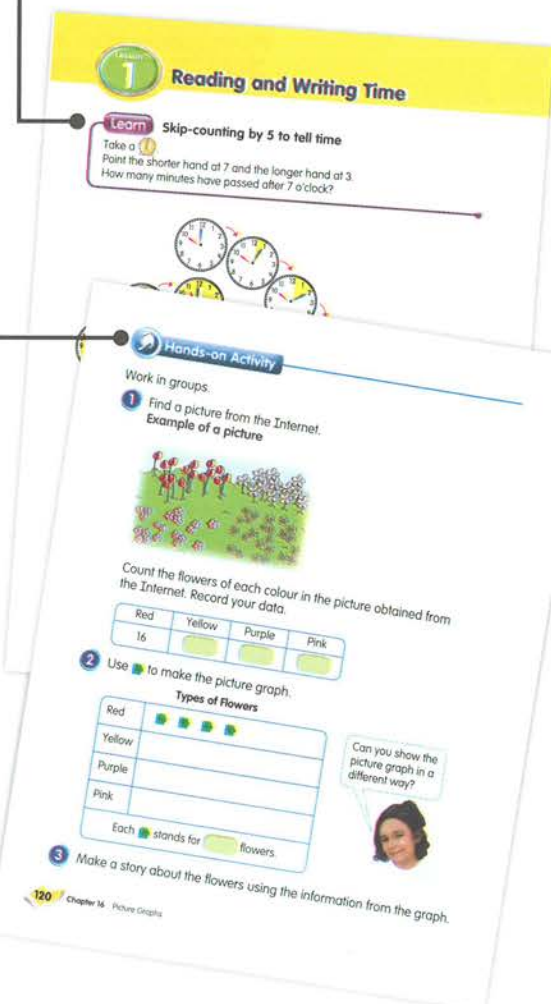 LESSON
1
Reading and Writing Time
Learn
Skip-counting by 5 to tell time
Take a
Point the shorter hand at 7 and the longer hand at 3.
How many minutes have passed after 7 o'clock?
Hands-on Activity
Work in groups.
1 Find a picture from the Internet.
Example of a picture
Count the flowers of each colour in the picture obtained from
the Internet. Record your data.
Red Yellow Purple Pink
16
2 Use to make the picture graph.
Types of Flowers
Red
Yellow
Purple
Pink
Each stands for flowers.
Can you show the
picture graph in a
different way?
3 Make a story about the flowers using the information from the graph.
120 Chapter 16 Picture Graphs